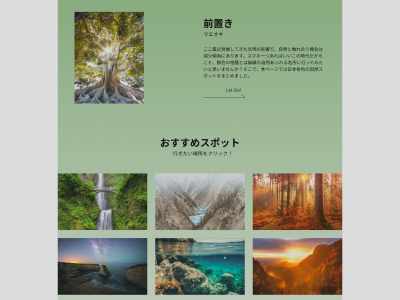 前置き
マエオキ
ここ最近発展してきた文明の影響で、自然に触れ合う機会は
減少傾向にあります。スマホ一つあればいいこの時代だから
こそ、都会の喧騒とは無縁の自然あふれる名所に行ってみた
いと思いませんか？そこで、本ページでは日本各地の自然ス
ポットをまとめました。
Let Go!
おすすめスポット
行きたい場所をクリック！